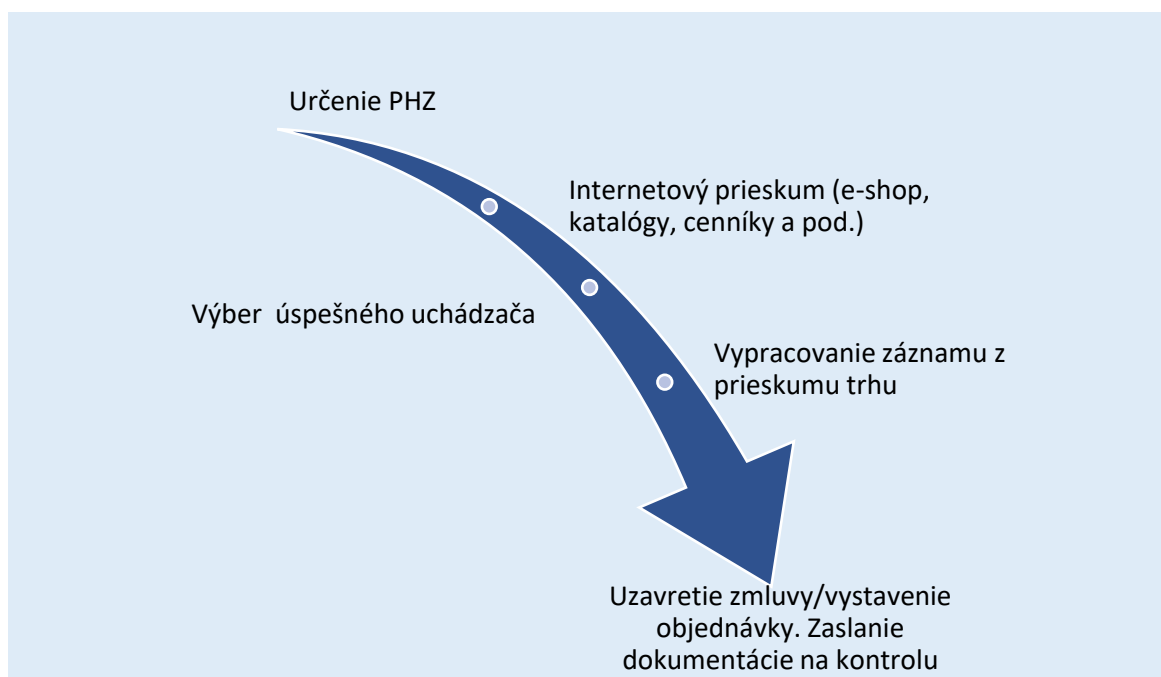 Určenie PHZ
Internetový prieskum (e-shop,
katalógy, cenníky a pod.)
Výber  úspešného uchádzača
Vypracovanie záznamu z
prieskumu trhu
Uzavretie zmluvy/vystavenie
objednávky. Zaslanie
dokumentácie na kontrolu